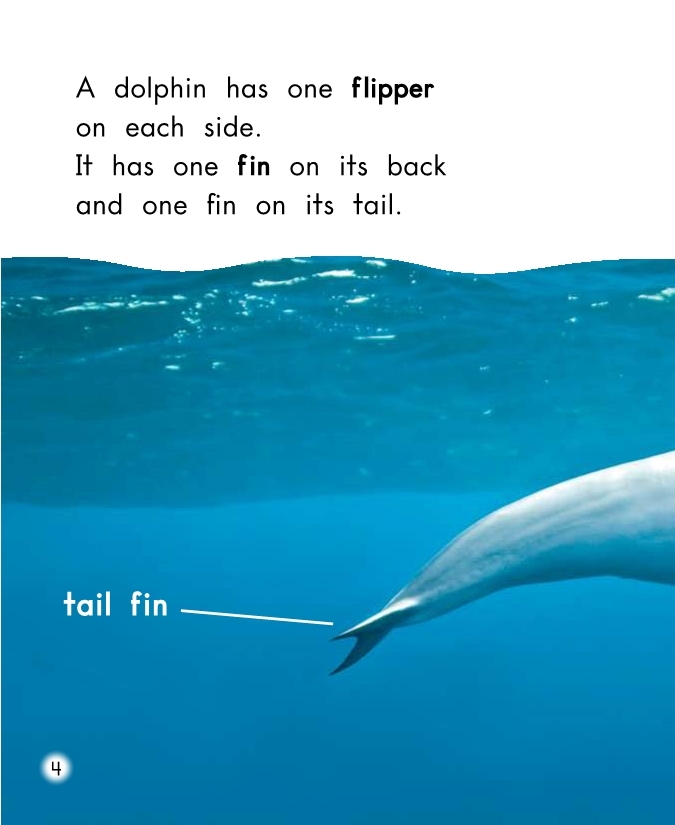 A dolphin has one flipper
on each side.
It has one fin on its back
and one fin on its tail.
tail fin
4